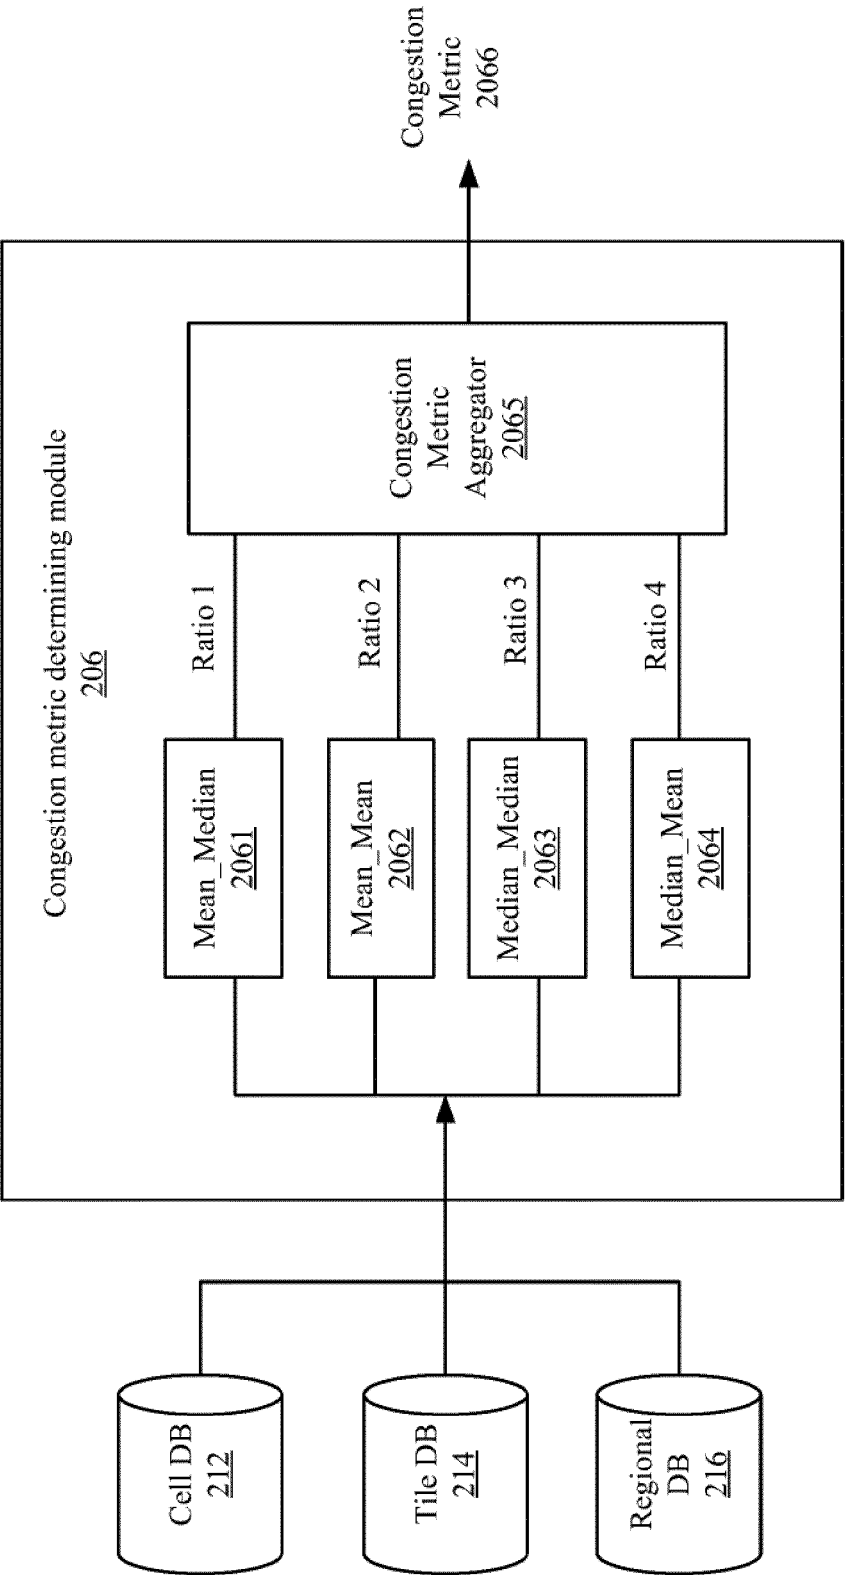 Congestion metric determining module
206
Cell DB
212
Tile DB
214
Regional
DB
216
Mean_Median
2061
Mean_Mean
2062
Median_Median
2063
Median_Mean
2064
Ratio 1
Ratio 2
Ratio 3
Ratio 4
Congestion
Metric
Aggregator
2065
Congestion
Metric
2066